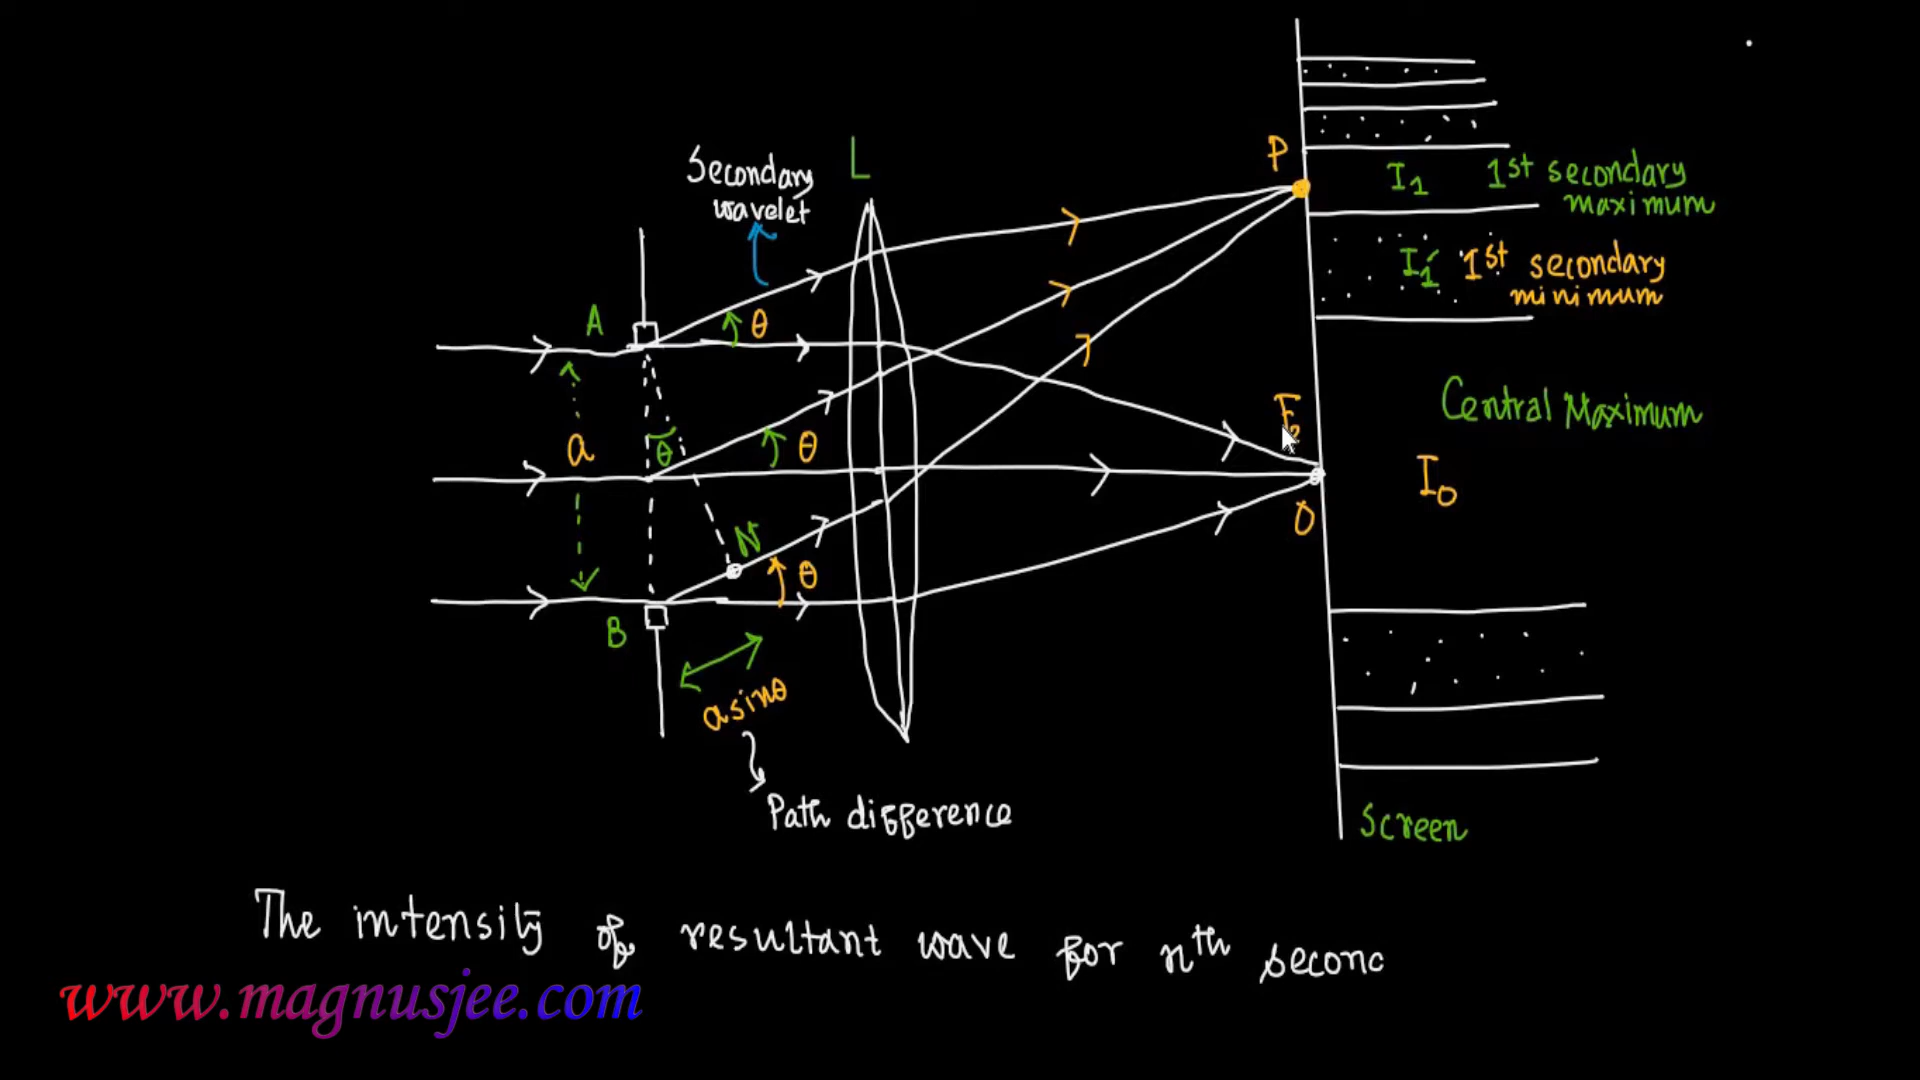 L
P
Secondary
wavelet
I1 1st secondary
maximum
I1' 1st secondary
minimum
A
θ
a
θ
θ
Central Maximum
I0
O
N
θ
B
a sinθ
Path difference
Screen
The intensity of resultant wave for nth second
www.magnusjee.com